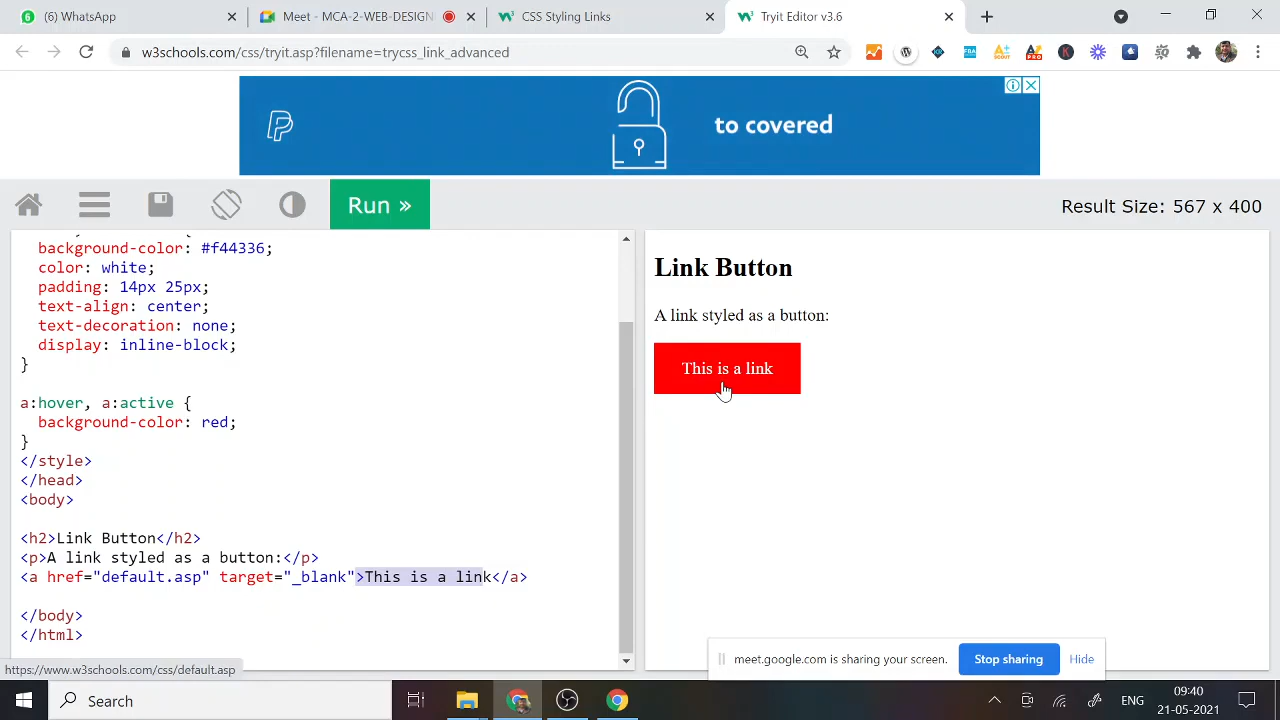 6
WhatsApp
Meet - MCA-2-WEB-DESIGN
CSS Styling Links
Tryit Editor v3.6
w3schools.com/css/tryit.asp?filename=trycss_link_advanced
to covered
Run »
Result Size: 567 x 400
background-color: #f44336;
color: white;
padding: 14px 25px;
text-align: center;
text-decoration: none;
display: inline-block;
}
a:hover, a:active {
background-color: red;
}
</style>
</head>
<body>
<h2>Link Button</h2>
<p>A link styled as a button:</p>
<a href="default.asp" target="_blank">This is a link</a>
</body>
</html>
Link Button
A link styled as a button:
This is a link
https://www.w3schools.com/css/default.asp
meet.google.com is sharing your screen.
Stop sharing
Hide
Search
ENG
09:40
21-05-2021